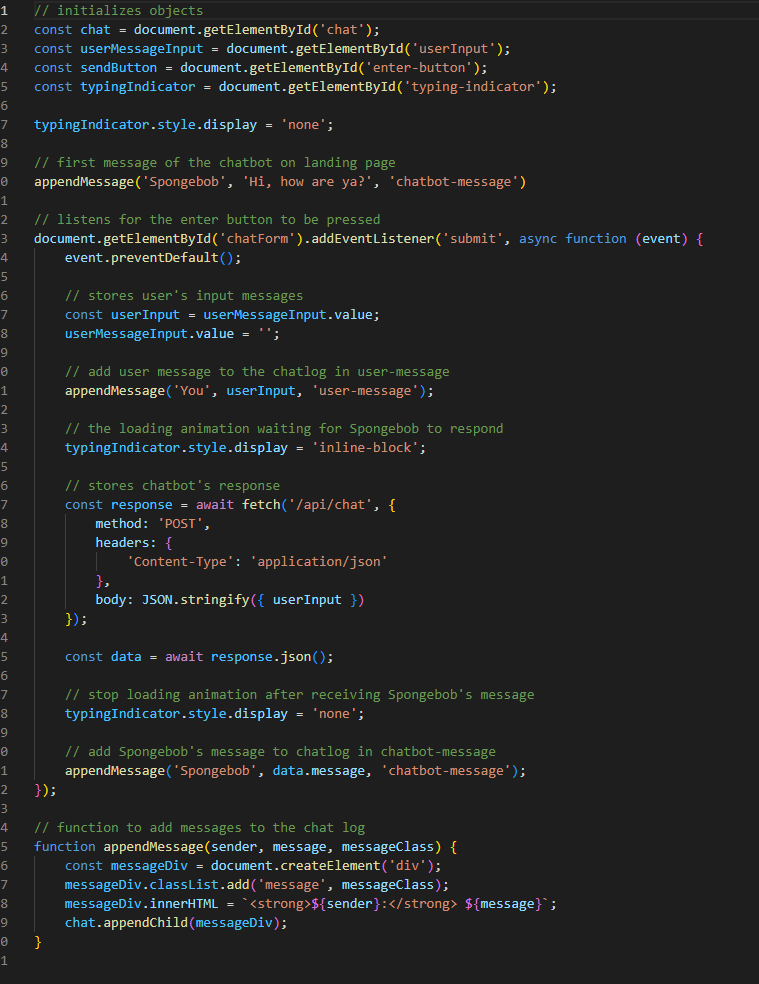 1 // initializes objects
2 const chat = document.getElementById('chat');
3 const userMessageInput = document.getElementById('userInput');
4 const sendButton = document.getElementById('enter-button');
5 const typingIndicator = document.getElementById('typing-indicator');
6
7 typingIndicator.style.display = 'none';
8
9 // first message of the chatbot on landing page
0 appendMessage('Spongebob', 'Hi, how are ya?', 'chatbot-message')
1
2 // listens for the enter button to be pressed
3 document.getElementById('chatForm').addEventListener('submit', async function (event) {
4     event.preventDefault();
5
6     // stores user's input messages
7     const userInput = userMessageInput.value;
8     userMessageInput.value = '';
9
0     // add user message to the chatlog in user-message
1     appendMessage('You', userInput, 'user-message');
2
3     // the loading animation waiting for Spongebob to respond
4     typingIndicator.style.display = 'inline-block';
5
6     // stores chatbot's response
7     const response = await fetch('/api/chat', {
8         method: 'POST',
9         headers: {
0             'Content-Type': 'application/json'
1         },
2         body: JSON.stringify({ userInput })
3     });
4
5     const data = await response.json();
6
7     // stop loading animation after receiving Spongebob's message
8     typingIndicator.style.display = 'none';
9
0     // add Spongebob's message to chatlog in chatbot-message
1     appendMessage('Spongebob', data.message, 'chatbot-message');
2 });
3
4 // function to add messages to the chat log
5 function appendMessage(sender, message, messageClass) {
6     const messageDiv = document.createElement('div');
7     messageDiv.classList.add('message', messageClass);
8     messageDiv.innerHTML = `<strong>${sender}:</strong> ${message}`;
9     chat.appendChild(messageDiv);
0 }
1